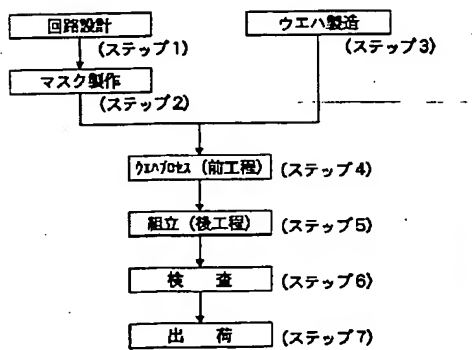 回路設計
(ステップ1)
ウエハ製造
(ステップ3)
マスク製作
(ステップ2)
ウエハプロセス (前工程) (ステップ4)
組立 (後工程) (ステップ5)
検 査 (ステップ6)
出 荷 (ステップ7)